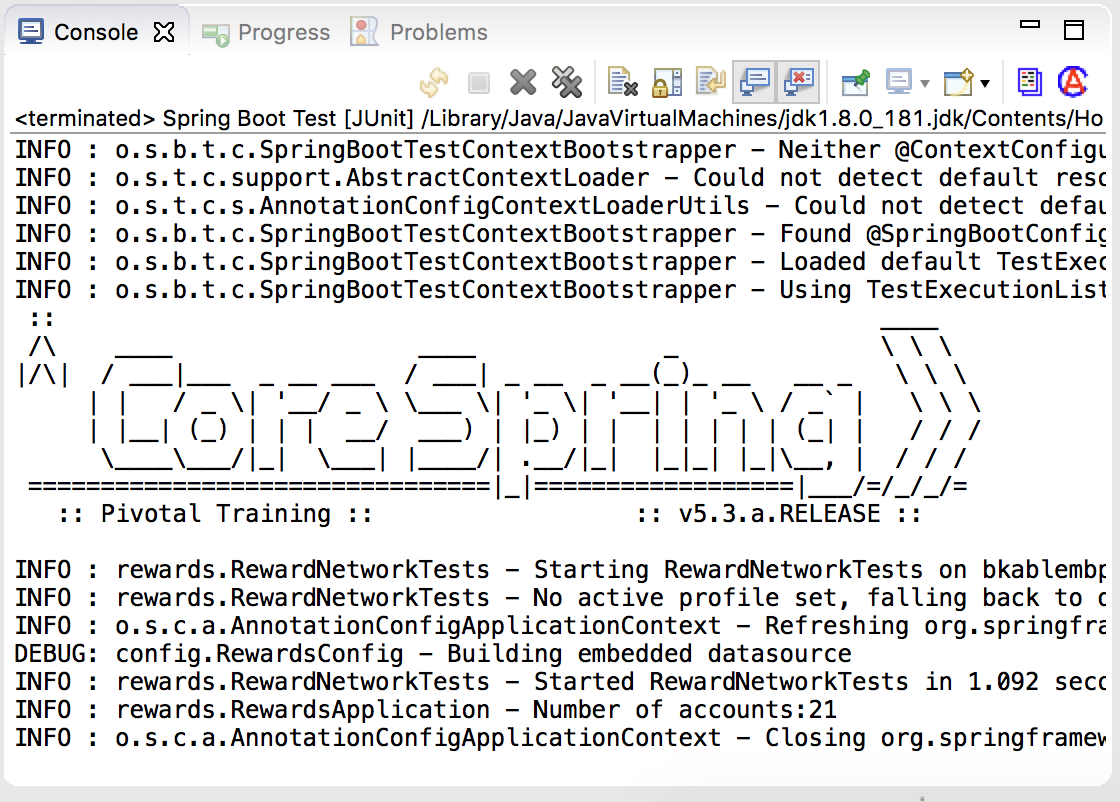 Console Progress Problems
<terminated> Spring Boot Test [JUnit] /Library/Java/JavaVirtualMachines/jdk1.8.0_181.jdk/Contents/Ho
INFO : o.s.b.t.c.SpringBootTestContextBootstrapper – Neither @ContextConfigu
INFO : o.s.t.c.support.AbstractContextLoader – Could not detect default reso
INFO : o.s.t.c.s.AnnotationConfigContextLoaderUtils – Could not detect defau
INFO : o.s.b.t.c.SpringBootTestContextBootstrapper – Found @SpringBootConfig
INFO : o.s.b.t.c.SpringBootTestContextBootstrapper – Loaded default TestExec
INFO : o.s.b.t.c.SpringBootTestContextBootstrapper – Using TestExecutionList
Core Spring
:: Pivotal Training :: :: v5.3.a.RELEASE ::
INFO : rewards.RewardNetworkTests – Starting RewardNetworkTests on bkablembp
INFO : rewards.RewardNetworkTests – No active profile set, falling back to d
INFO : o.s.c.a.AnnotationConfigApplicationContext – Refreshing org.springfra
DEBUG: config.RewardsConfig – Building embedded datasource
INFO : rewards.RewardNetworkTests – Started RewardNetworkTests in 1.092 seco
INFO : rewards.RewardsApplication – Number of accounts:21
INFO : o.s.c.a.AnnotationConfigApplicationContext – Closing org.springframew